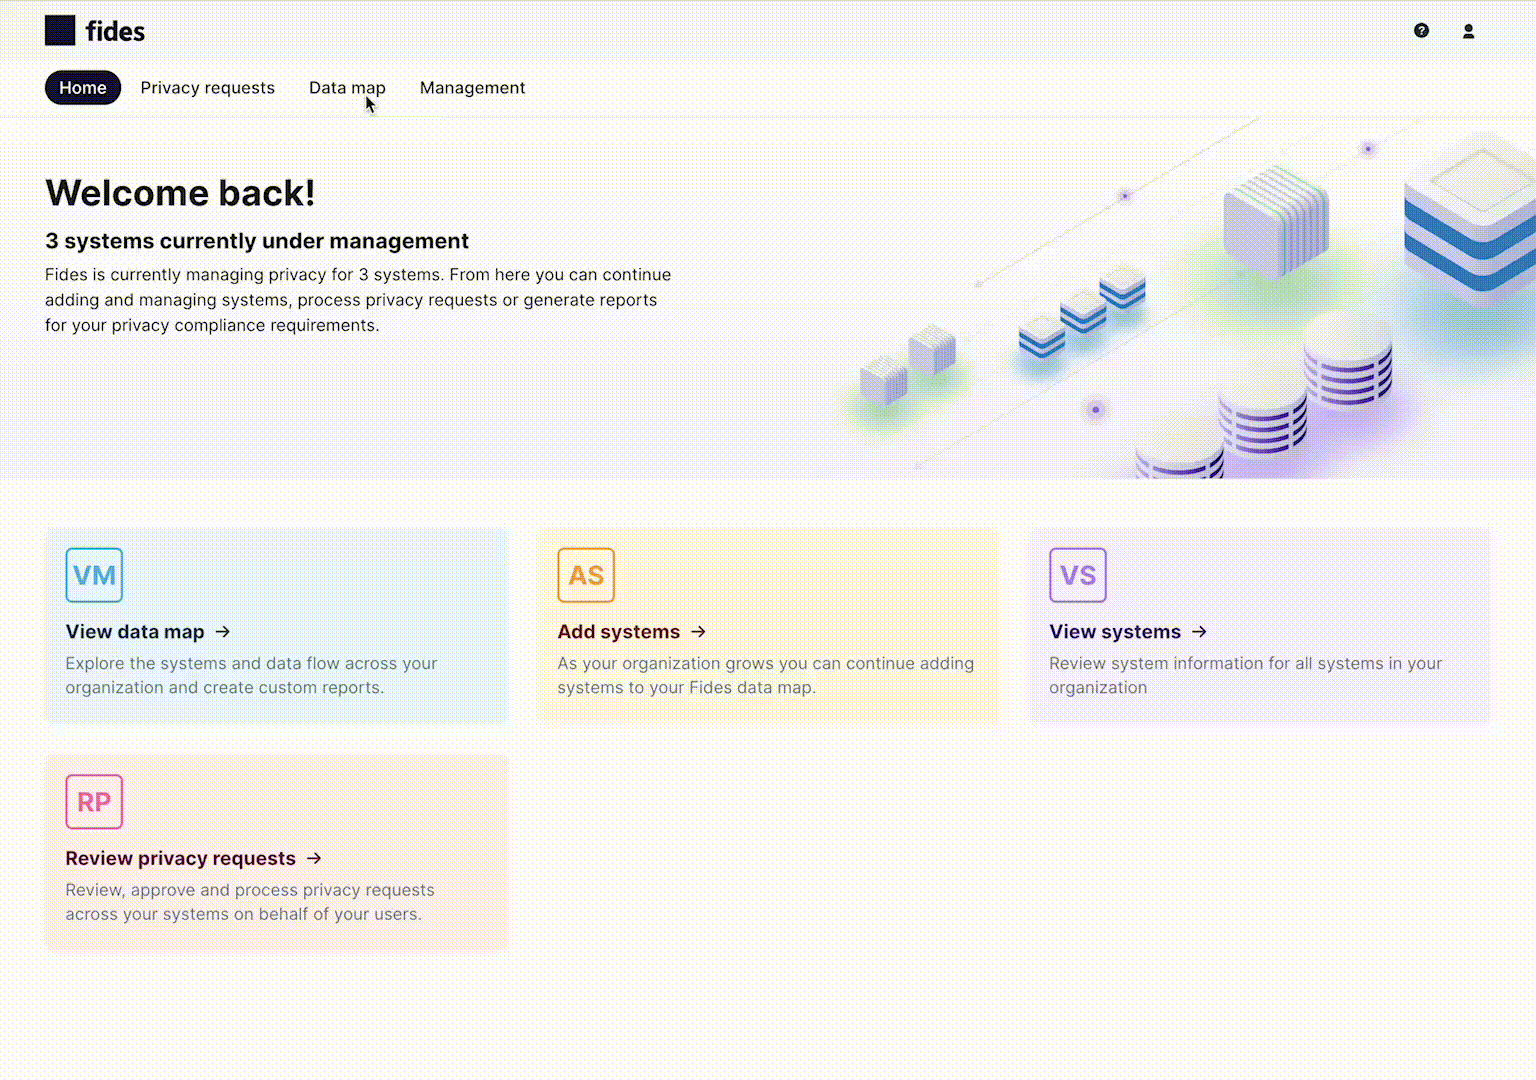 fides
Home Privacy requests Data map Management
Welcome back!
3 systems currently under management
Fides is currently managing privacy for 3 systems. From here you can continue
adding and managing systems, process privacy requests or generate reports
for your privacy compliance requirements.
VM
View data map →
Explore the systems and data flow across your
organization and create custom reports.
AS
Add systems →
As your organization grows you can continue adding
systems to your Fides data map.
VS
View systems →
Review system information for all systems in your
organization
RP
Review privacy requests →
Review, approve and process privacy requests
across your systems on behalf of your users.